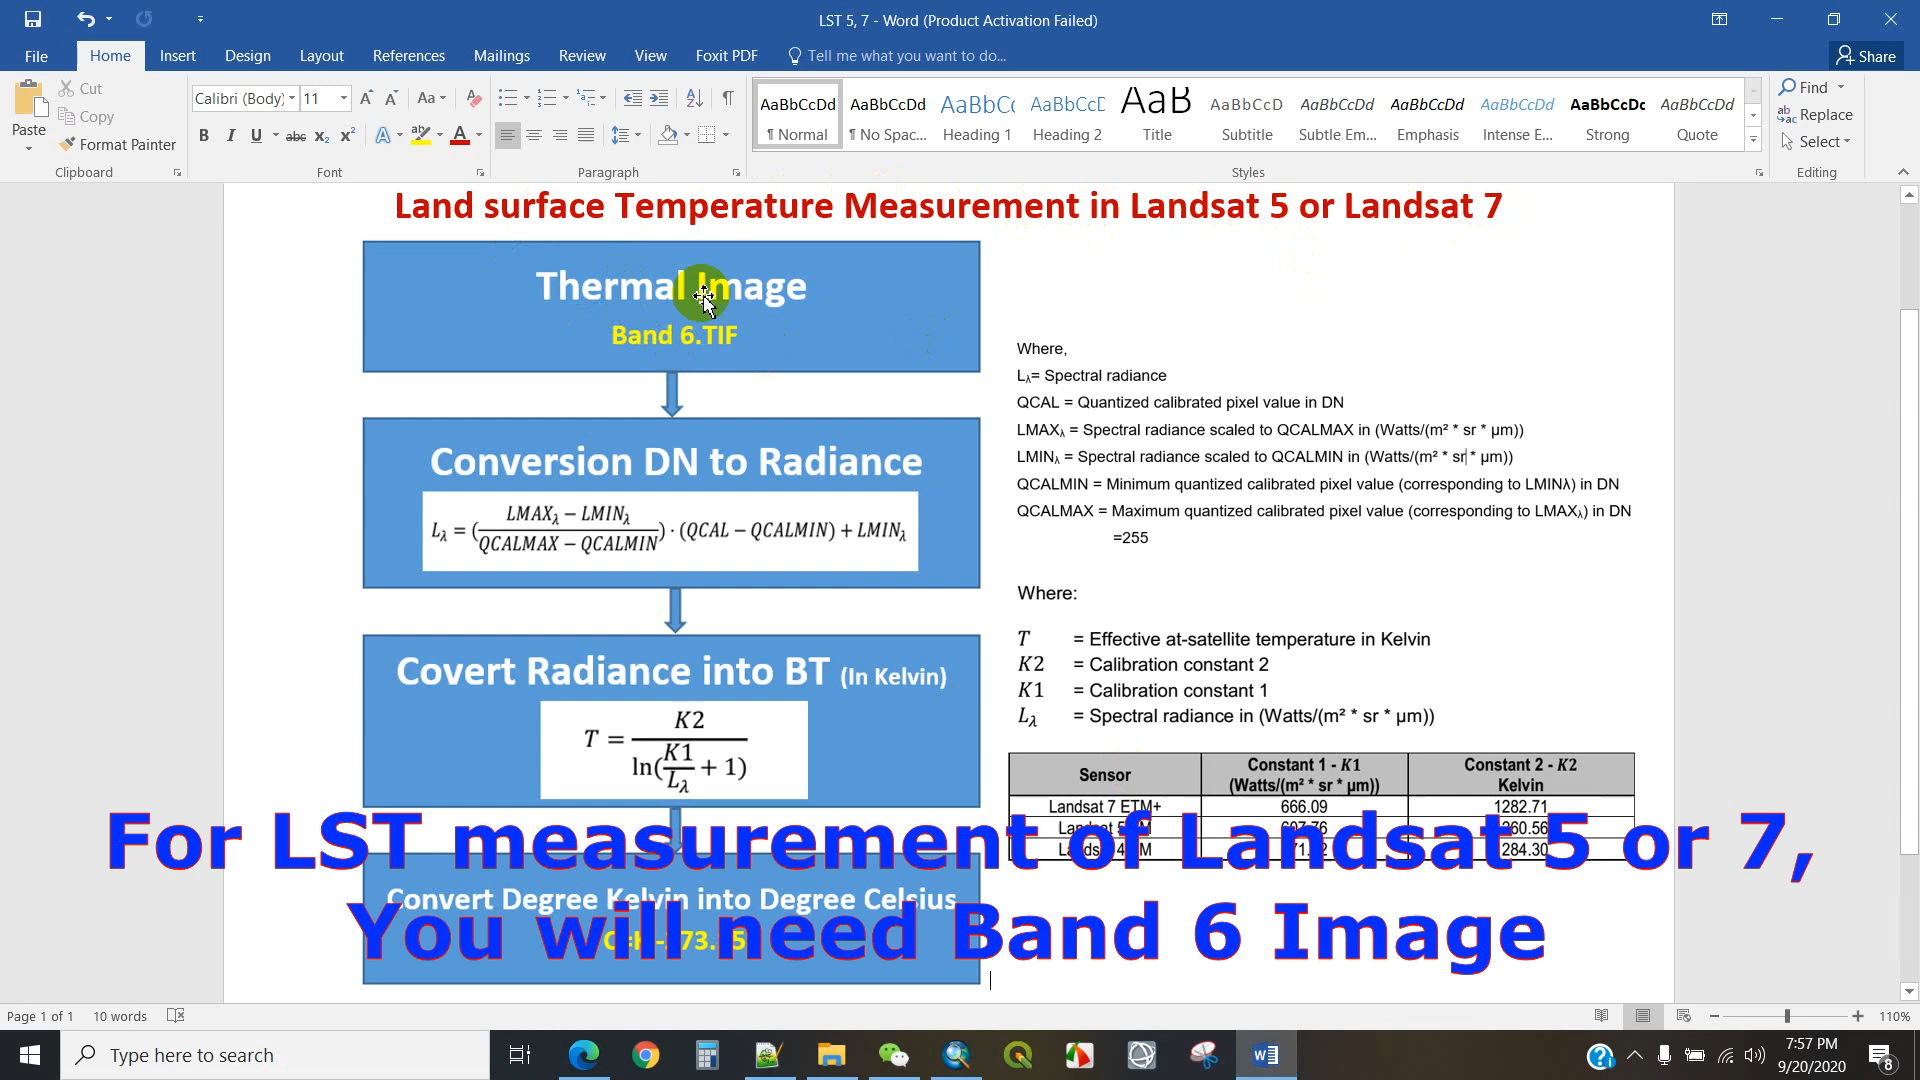 LST 5, 7 - Word (Product Activation Failed)
File Home Insert Design Layout References Mailings Review View Foxit PDF Tell me what you want to do... Share
Paste
Cut
Copy
Format Painter
Clipboard
Calibri (Body) 11
Aa
B I U abc x₂ x² A A
Font
Paragraph
AaBbCcDd AaBbCcDd AaBbCc AaBbCcD AaB AaBbCcD AaBbCcDd AaBbCcDd AaBbCcDd AaBbCcDc AaBbCcDd
¶ Normal ¶ No Spac... Heading 1 Heading 2 Title Subtitle Subtle Em... Emphasis Intense E... Strong Quote
Styles
Find
Replace
Select
Editing
Land surface Temperature Measurement in Landsat 5 or Landsat 7
Thermal Image
Band 6.TIF
Conversion DN to Radiance
Lλ = (LMAXλ − LMINλ / QCALMAX − QCALMIN) · (QCAL − QCALMIN) + LMINλ
Covert Radiance into BT (In Kelvin)
T = K2 / ln(K1/Lλ + 1)
Convert Degree Kelvin into Degree Celsius
Where,
Lλ= Spectral radiance
QCAL = Quantized calibrated pixel value in DN
LMAXλ = Spectral radiance scaled to QCALMAX in (Watts/(m² * sr * µm))
LMINλ = Spectral radiance scaled to QCALMIN in (Watts/(m² * sr * µm))
QCALMIN = Minimum quantized calibrated pixel value (corresponding to LMINλ) in DN
QCALMAX = Maximum quantized calibrated pixel value (corresponding to LMAXλ) in DN
=255
Where:
T = Effective at-satellite temperature in Kelvin
K2 = Calibration constant 2
K1 = Calibration constant 1
Lλ = Spectral radiance in (Watts/(m² * sr * µm))
Sensor Constant 1 - K1 (Watts/(m² * sr * µm)) Constant 2 - K2 Kelvin
Landsat 7 ETM+ 666.09 1282.71
For LST measurement of Landsat 5 or 7,
You will need Band 6 Image
Page 1 of 1 10 words 110%
Type here to search
7:57 PM
9/20/2020
8